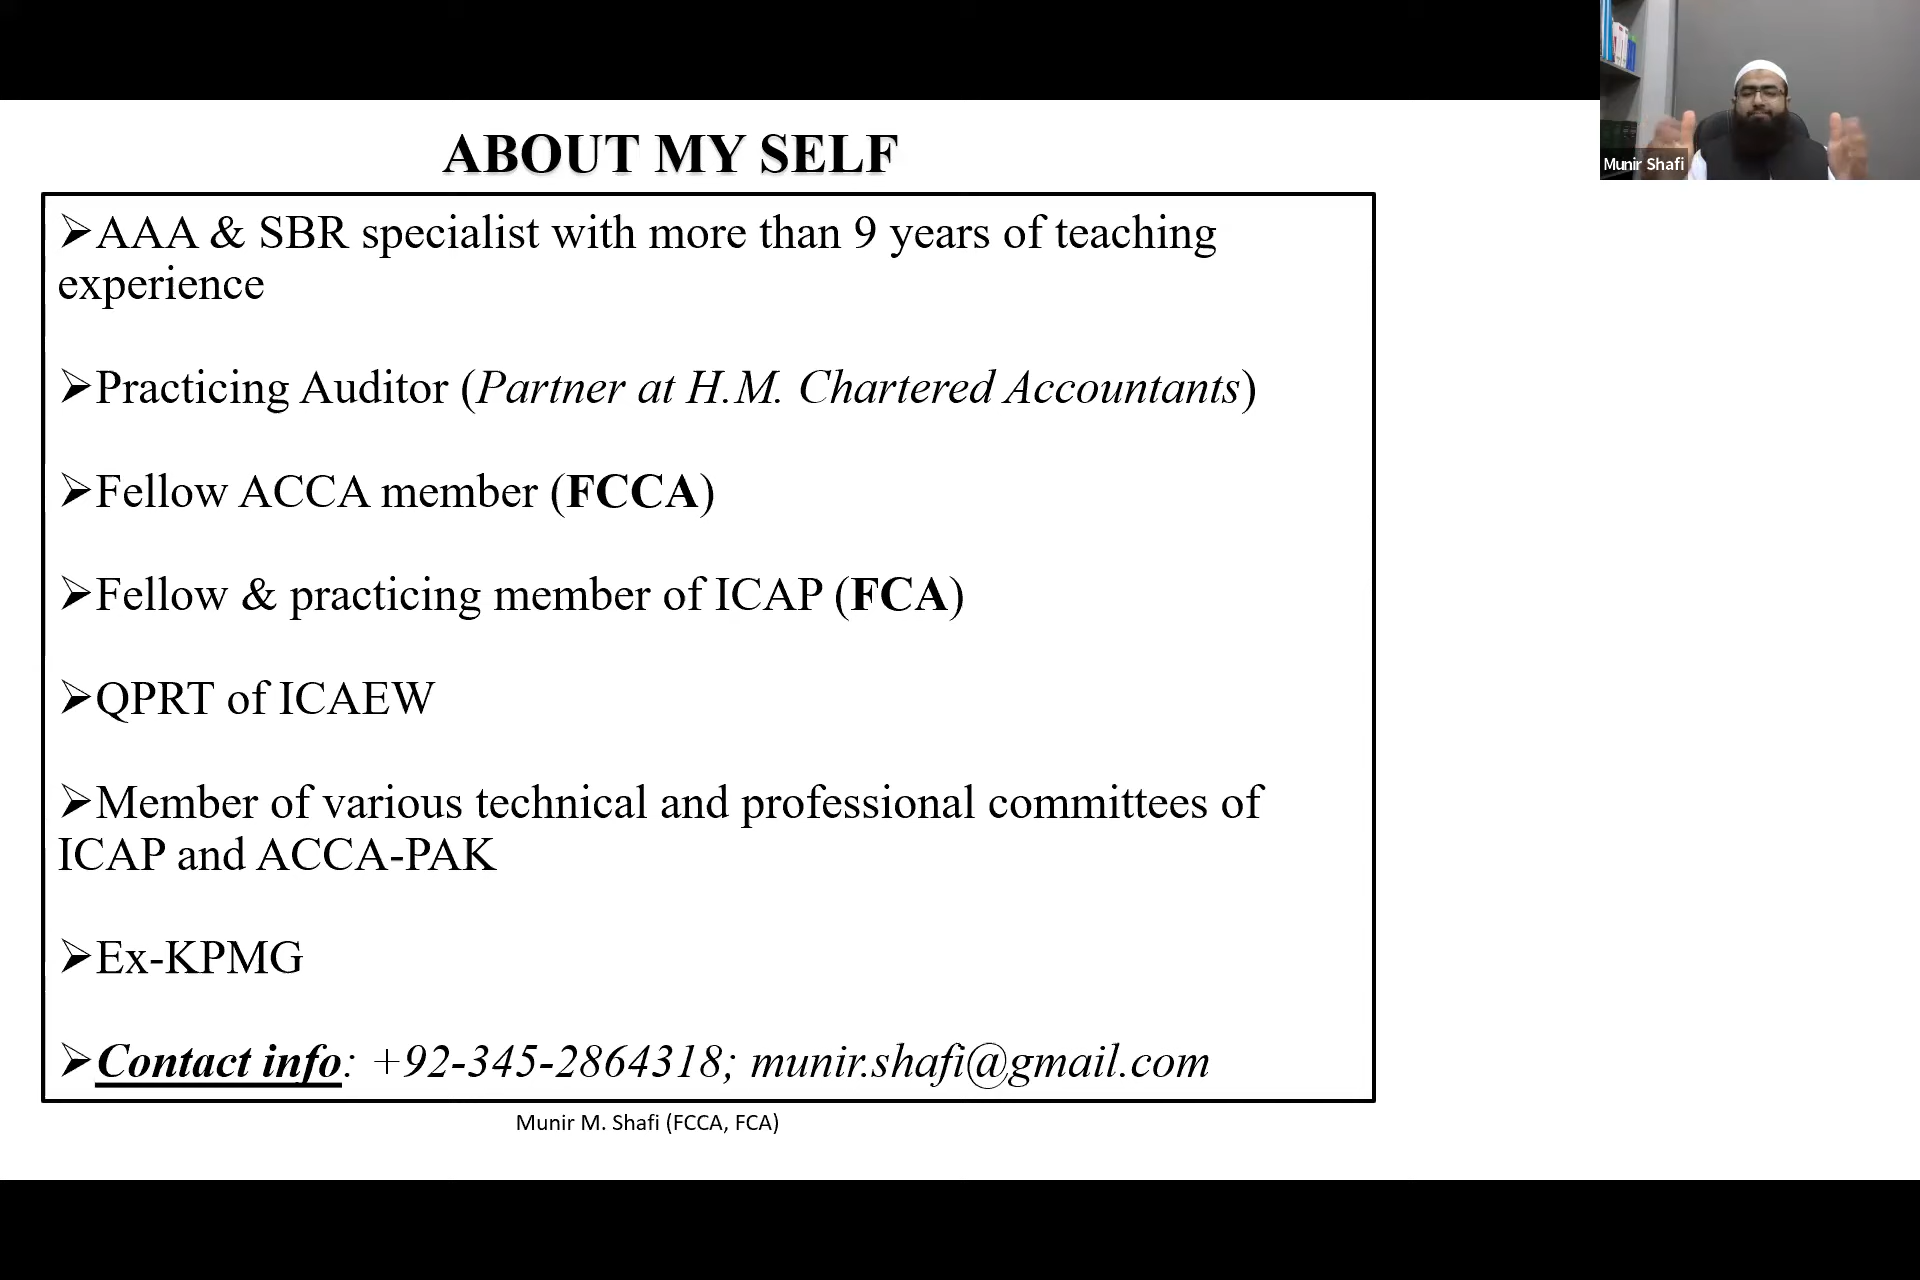 ABOUT MY SELF
➢AAA & SBR specialist with more than 9 years of teaching
experience
➢Practicing Auditor (Partner at H.M. Chartered Accountants)
➢Fellow ACCA member (FCCA)
➢Fellow & practicing member of ICAP (FCA)
➢QPRT of ICAEW
➢Member of various technical and professional committees of
ICAP and ACCA-PAK
➢Ex-KPMG
➢Contact info: +92-345-2864318; munir.shafi@gmail.com
Munir M. Shafi (FCCA, FCA)
Munir Shafi